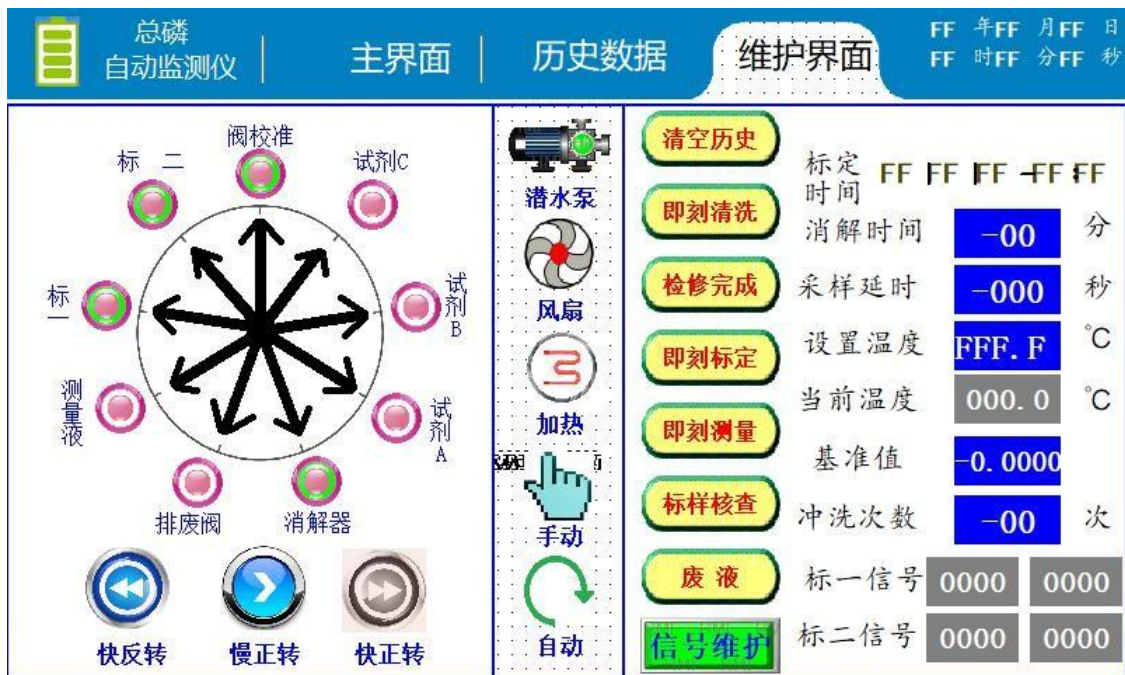 总磷
自动监测仪
主界面
历史数据
维护界面
FF 年FF 月FF 日
FF 时FF 分FF 秒
阀校准
标 二
试剂C
标一
试剂B
测量液
试剂A
排废阀
消解器
快反转
慢正转
快正转
潜水泵
风扇
加热
手动
自动
清空历史
即刻清洗
检修完成
即刻标定
即刻测量
标样核查
废 液
信号维护
标定时间 FF FF FF -FF:FF
消解时间 -00 分
采样延时 -000 秒
设置温度 FFF.F ℃
当前温度 000.0 ℃
基准值 -0.0000
冲洗次数 -00 次
标一信号 0000 0000
标二信号 0000 0000